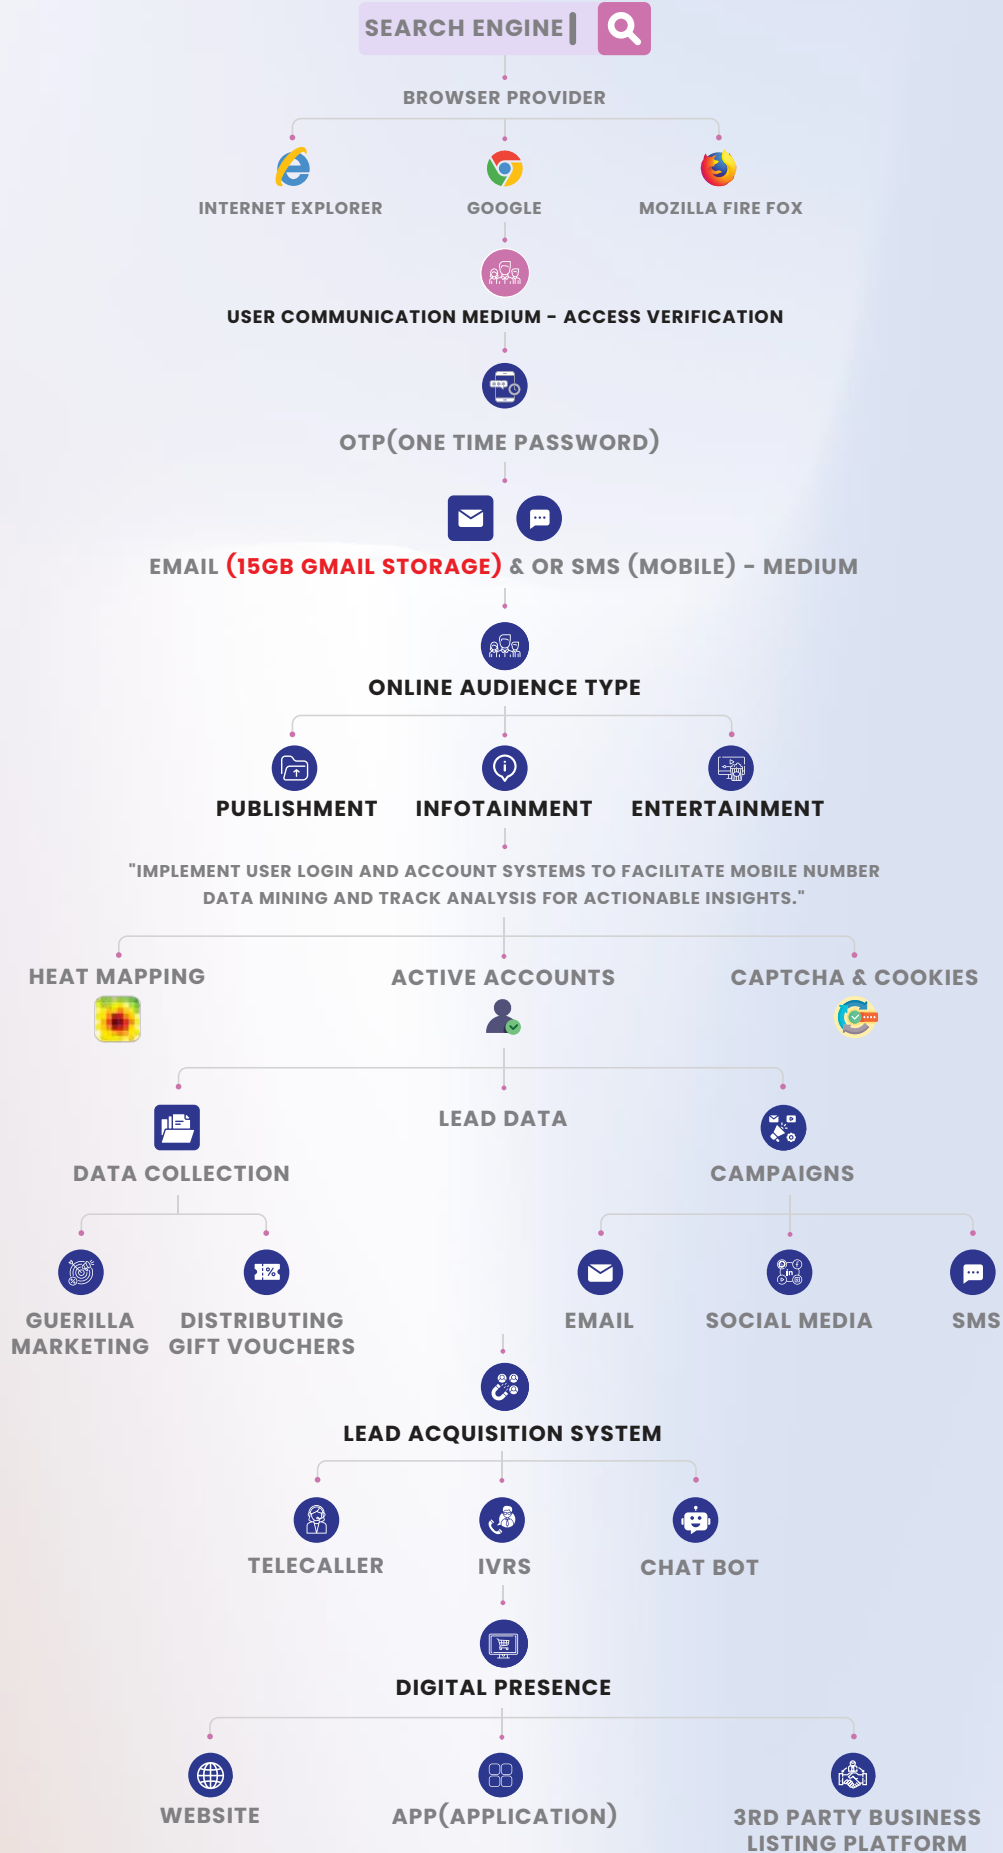 SEARCH ENGINE
BROWSER PROVIDER
INTERNET EXPLORER
GOOGLE
MOZILLA FIRE FOX
USER COMMUNICATION MEDIUM - ACCESS VERIFICATION
OTP(ONE TIME PASSWORD)
EMAIL (15GB GMAIL STORAGE) & OR SMS (MOBILE) - MEDIUM
ONLINE AUDIENCE TYPE
PUBLISHMENT
INFOTAINMENT
ENTERTAINMENT
"IMPLEMENT USER LOGIN AND ACCOUNT SYSTEMS TO FACILITATE MOBILE NUMBER
DATA MINING AND TRACK ANALYSIS FOR ACTIONABLE INSIGHTS."
HEAT MAPPING
ACTIVE ACCOUNTS
CAPTCHA & COOKIES
LEAD DATA
DATA COLLECTION
CAMPAIGNS
GUERILLA
MARKETING
DISTRIBUTING
GIFT VOUCHERS
EMAIL
SOCIAL MEDIA
SMS
LEAD ACQUISITION SYSTEM
TELECALLER
IVRS
CHAT BOT
DIGITAL PRESENCE
WEBSITE
APP(APPLICATION)
3RD PARTY BUSINESS
LISTING PLATFORM